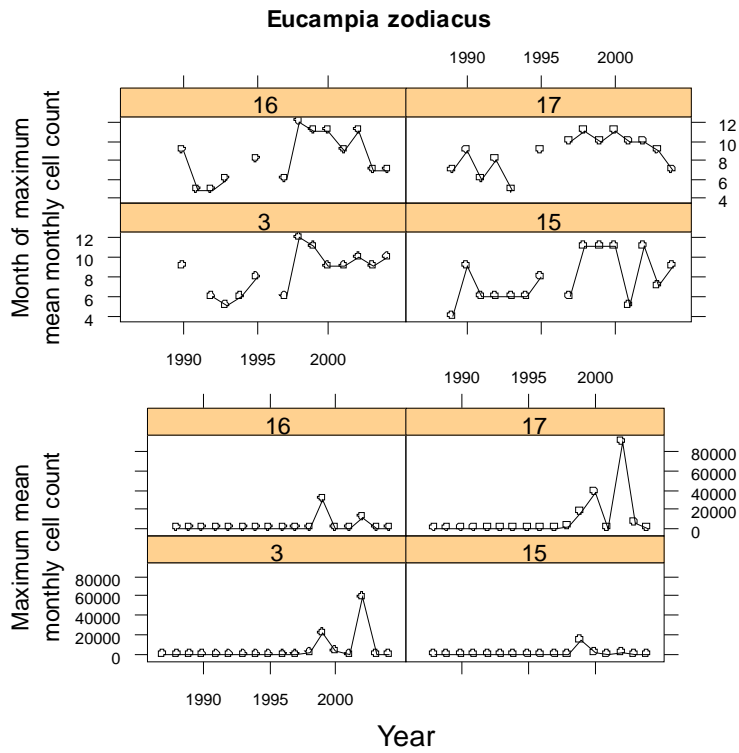 Eucampia zodiacus
1990 1995 2000
16 17
12
10
8
6
4
3 15
12
10
8
6
4
Month of maximum
mean monthly cell count
1990 1995 2000
1990 1995 2000
16 17
80000
60000
40000
20000
0
3 15
80000
60000
40000
20000
0
Maximum mean
monthly cell count
1990 1995 2000
Year